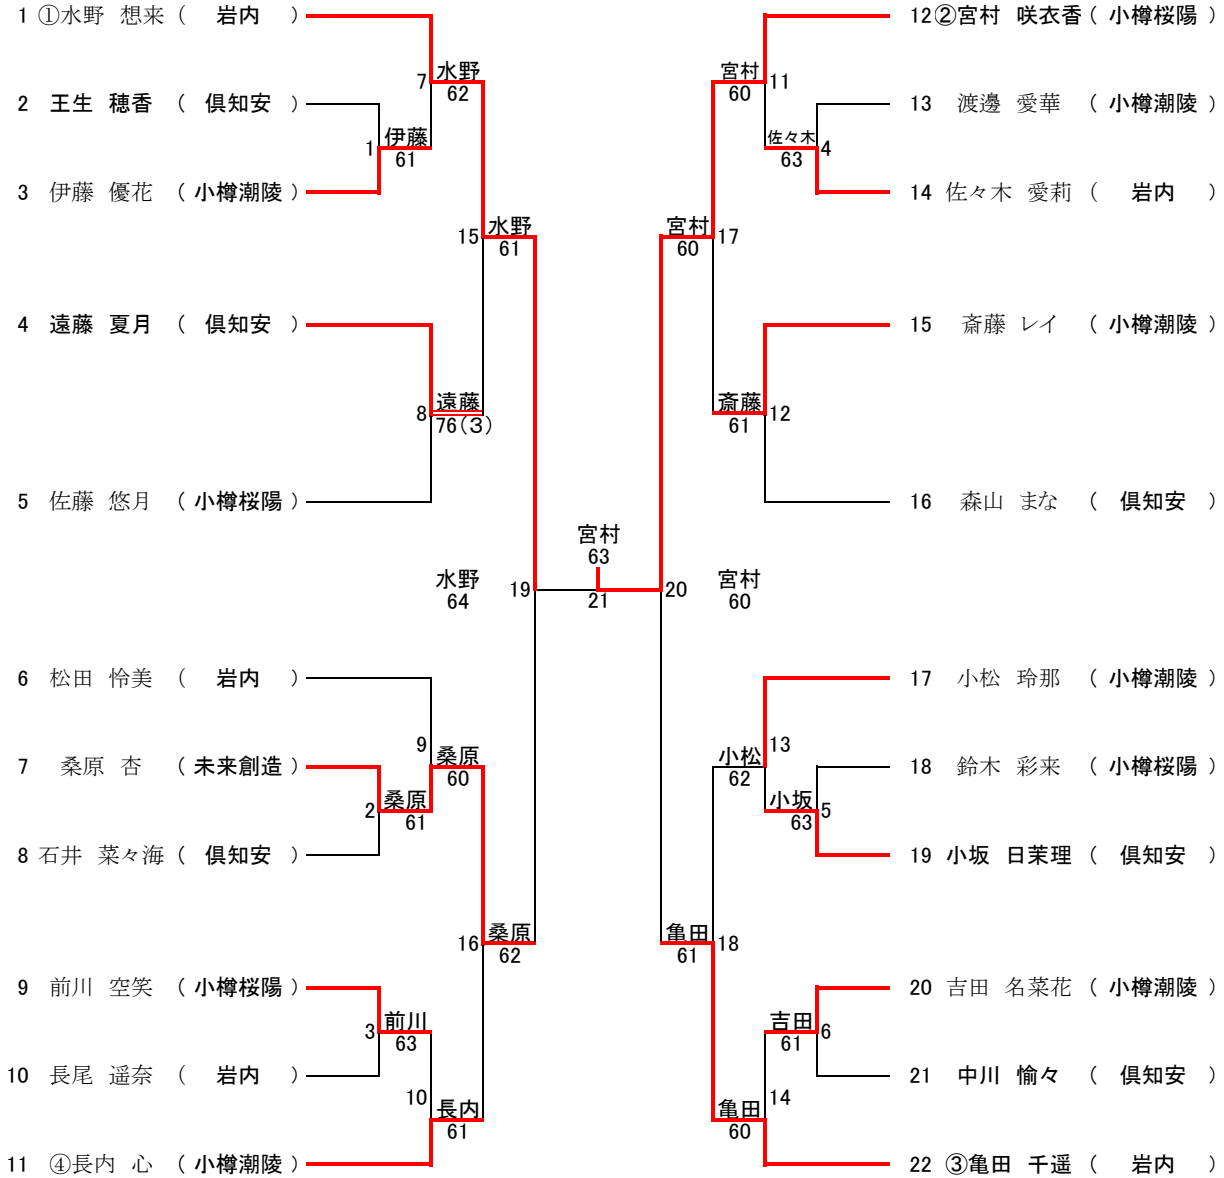 1 ①水野 想来 ( 岩内 )
7 水野
62
2 王生 穂香 ( 倶知安 )
1 伊藤
61
3 伊藤 優花 ( 小樽潮陵 )
15 水野
61
4 遠藤 夏月 ( 倶知安 )
8 遠藤
76(3)
5 佐藤 悠月 ( 小樽桜陽 )
水野
64
19
6 松田 怜美 ( 岩内 )
9 桑原
60
7 桑原 杏 ( 未来創造 )
2 桑原
61
8 石井 菜々海 ( 倶知安 )
16 桑原
62
9 前川 空笑 ( 小樽桜陽 )
3 前川
63
10 長尾 遥奈 ( 岩内 )
10 長内
61
11 ④長内 心 ( 小樽潮陵 )
宮村
63
21
12 ②宮村 咲衣香 ( 小樽桜陽 )
宮村 11
60
13 渡邊 愛華 ( 小樽潮陵 )
佐々木 4
63
14 佐々木 愛莉 ( 岩内 )
宮村 17
60
15 斎藤 レイ ( 小樽潮陵 )
斎藤 12
61
16 森山 まな ( 倶知安 )
20
宮村
60
17 小松 玲那 ( 小樽潮陵 )
小松 13
62
18 鈴木 彩来 ( 小樽桜陽 )
小坂 5
63
19 小坂 日茉理 ( 倶知安 )
亀田 18
61
20 吉田 名菜花 ( 小樽潮陵 )
吉田 6
61
21 中川 愉々 ( 倶知安 )
亀田 14
60
22 ③亀田 千遥 ( 岩内 )